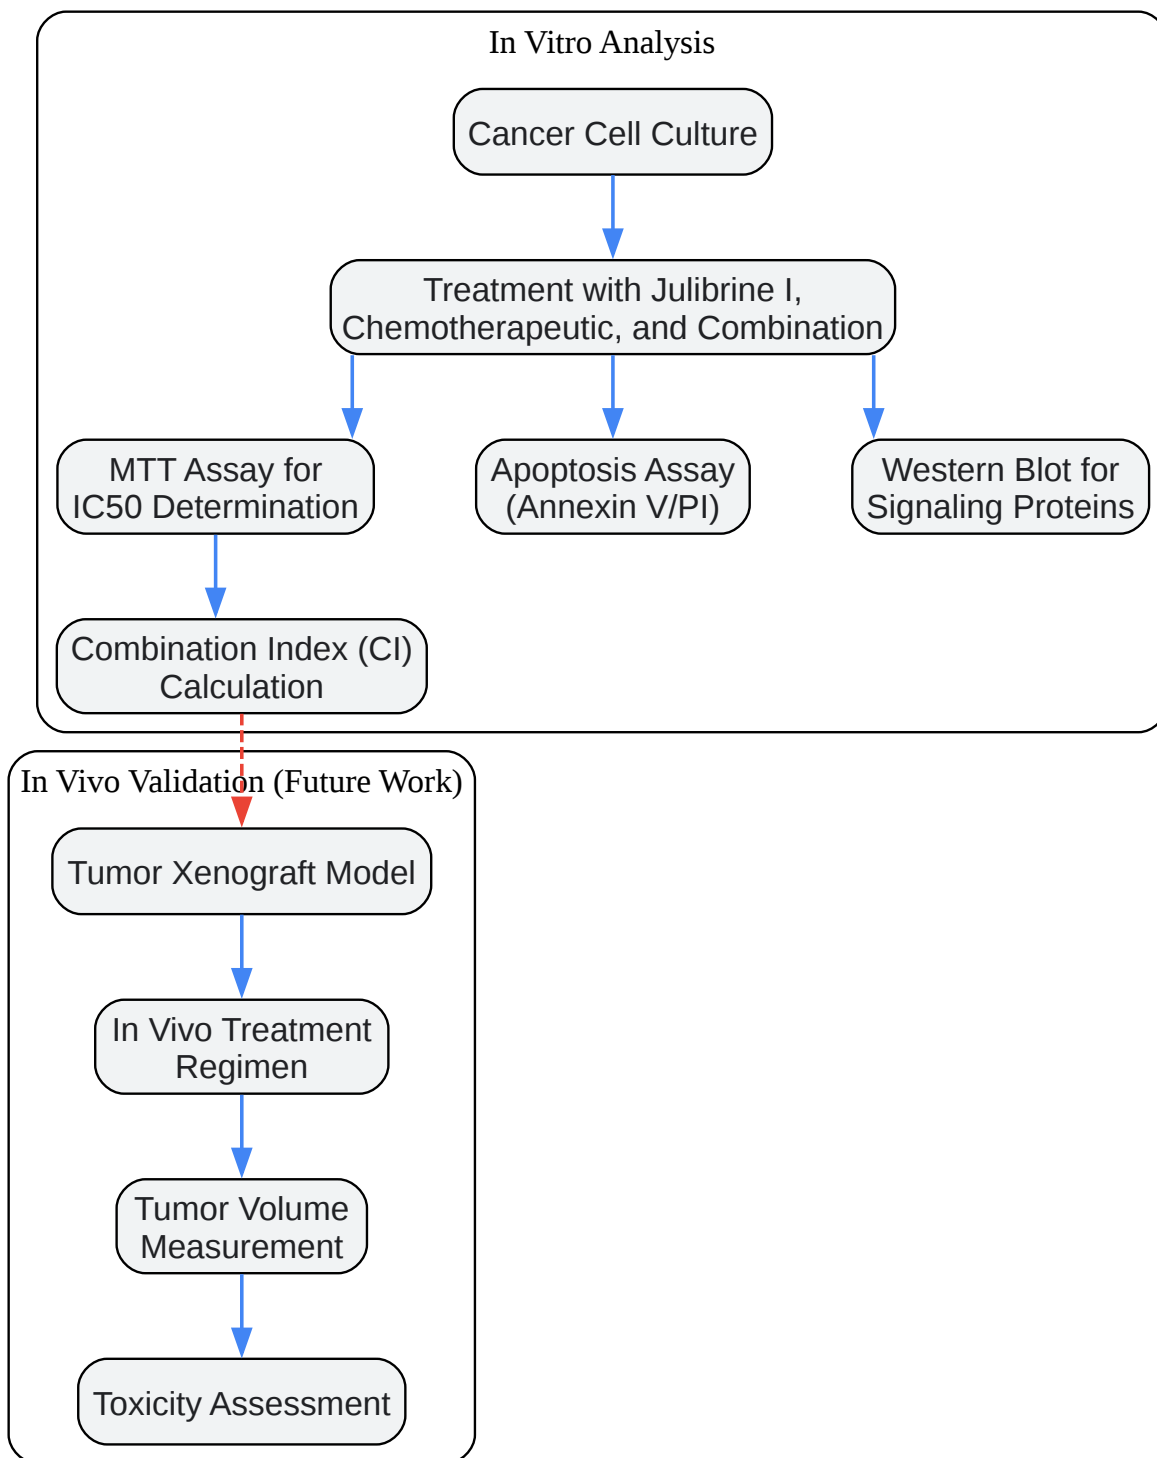 In Vitro Analysis
Cancer Cell Culture
Treatment with Julibrine I,
Chemotherapeutic, and Combination
MTT Assay for
IC50 Determination
Apoptosis Assay
(Annexin V/PI)
Western Blot for
Signaling Proteins
Combination Index (CI)
Calculation
In Vivo Validation (Future Work)
Tumor Xenograft Model
In Vivo Treatment
Regimen
Tumor Volume
Measurement
Toxicity Assessment